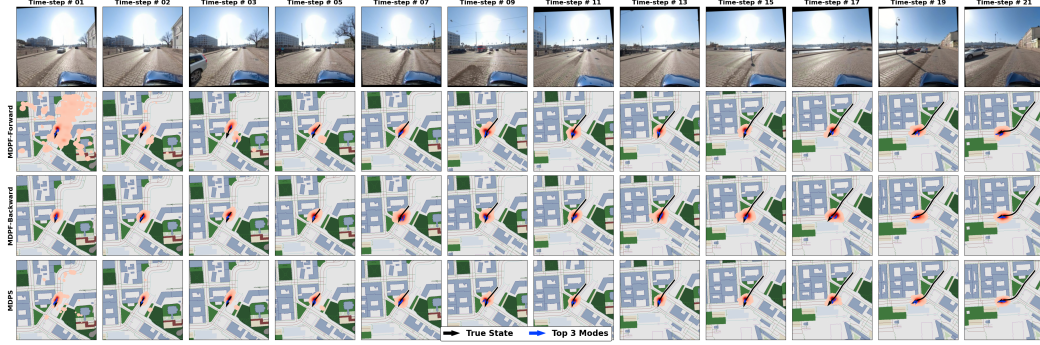 Time-step # 01
Time-step # 02
Time-step # 03
Time-step # 05
Time-step # 07
Time-step # 09
Time-step # 11
Time-step # 13
Time-step # 15
Time-step # 17
Time-step # 19
Time-step # 21
MDPF-Forward
MDPF-Backward
MDPS
True State
Top 3 Modes